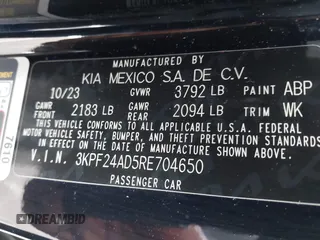 MANUFACTURED BY
KIA MEXICO S.A. DE C.V.
10/23 GVWR 3792 LB PAINT ABP
GAWR FRONT 2183 LB GAWR REAR 2094 LB TRIM WK
THIS VEHICLE CONFORMS TO ALL APPLICABLE U.S. FEDERAL
MOTOR VEHICLE SAFETY, BUMPER, AND THEFT PREVENTION
STANDARDS IN EFFECT ON THE DATE OF MANUFACTURE
SHOWN ABOVE.
V.I.N. 3KPF24AD5RE704650
PASSENGER CAR
7610
DREAMBID